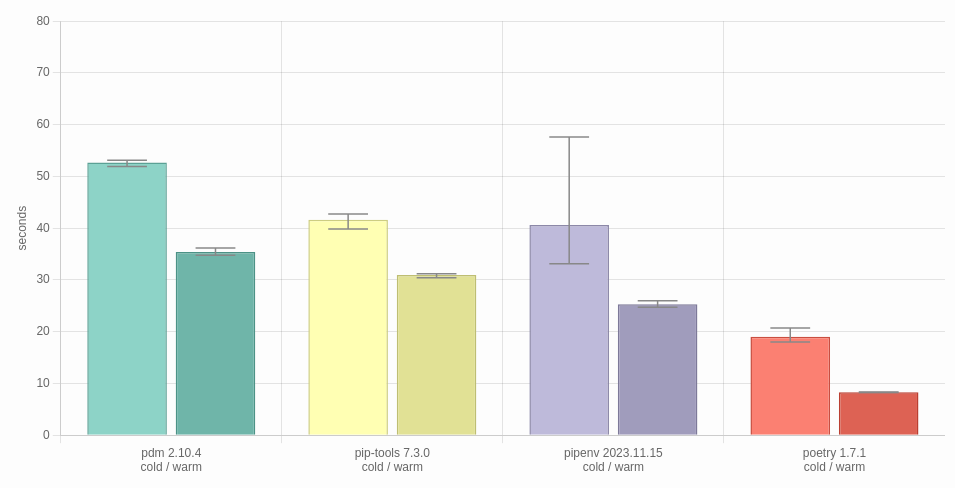 80
70
60
50
40
30
20
10
0
seconds
pdm 2.10.4
cold / warm
pip-tools 7.3.0
cold / warm
pipenv 2023.11.15
cold / warm
poetry 1.7.1
cold / warm